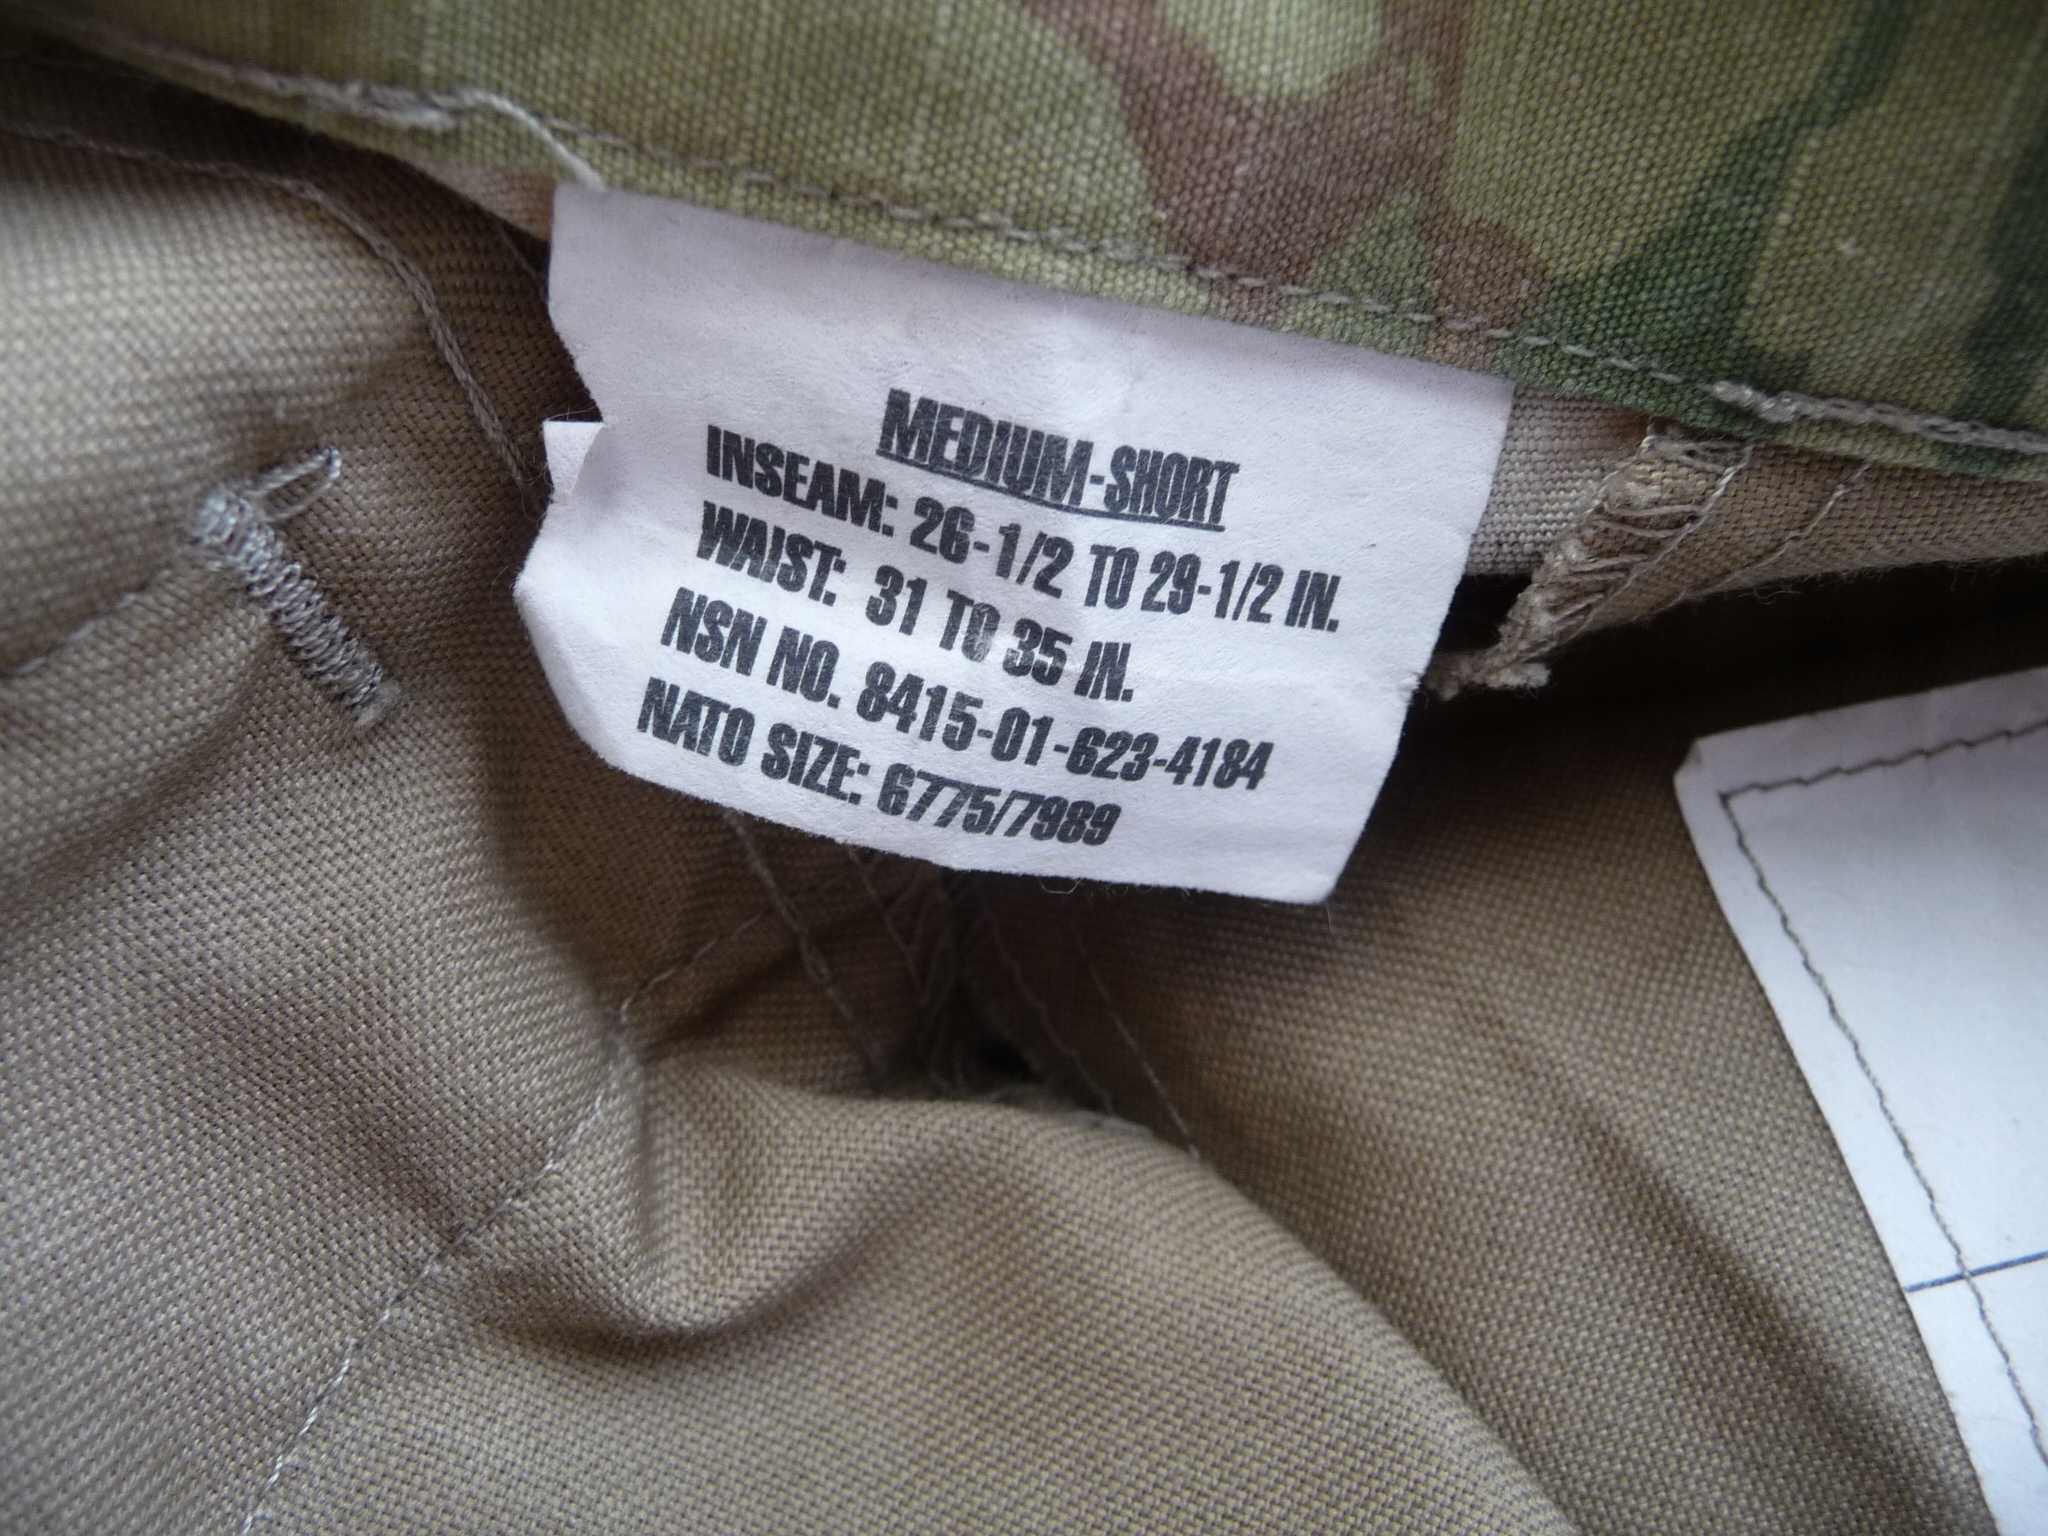 MEDIUM-SHORT
INSEAM: 26-1/2 TO 29-1/2 IN.
WAIST: 31 TO 35 IN.
NSN NO. 8415-01-623-4184
NATO SIZE: 6775/7989